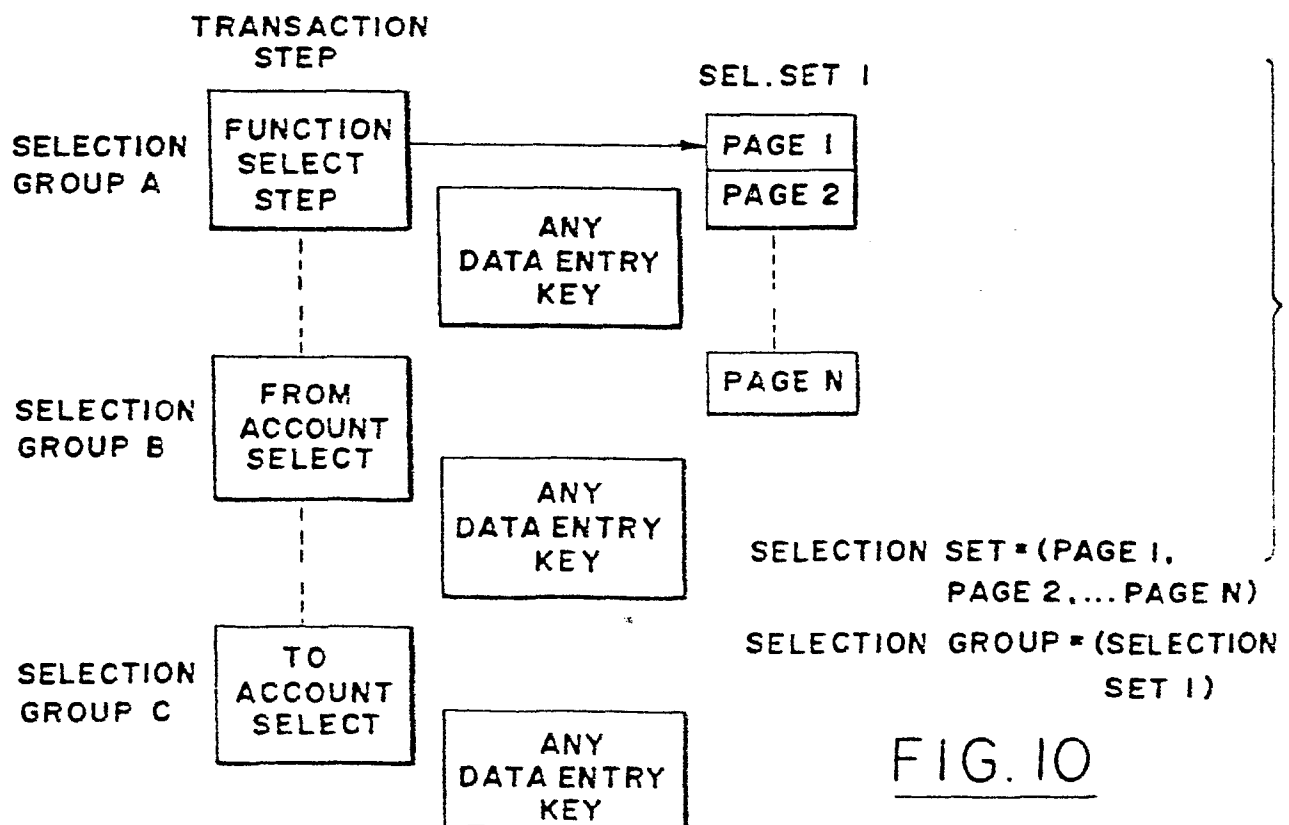 TRANSACTION
STEP
SEL. SET 1
SELECTION
GROUP A
FUNCTION
SELECT
STEP
PAGE 1
PAGE 2
ANY
DATA ENTRY
KEY
PAGE N
SELECTION
GROUP B
FROM
ACCOUNT
SELECT
ANY
DATA ENTRY
KEY
SELECTION SET = (PAGE 1,
PAGE 2, ... PAGE N)
SELECTION GROUP = (SELECTION
SET 1)
SELECTION
GROUP C
TO
ACCOUNT
SELECT
ANY
DATA ENTRY
KEY
FIG. 10